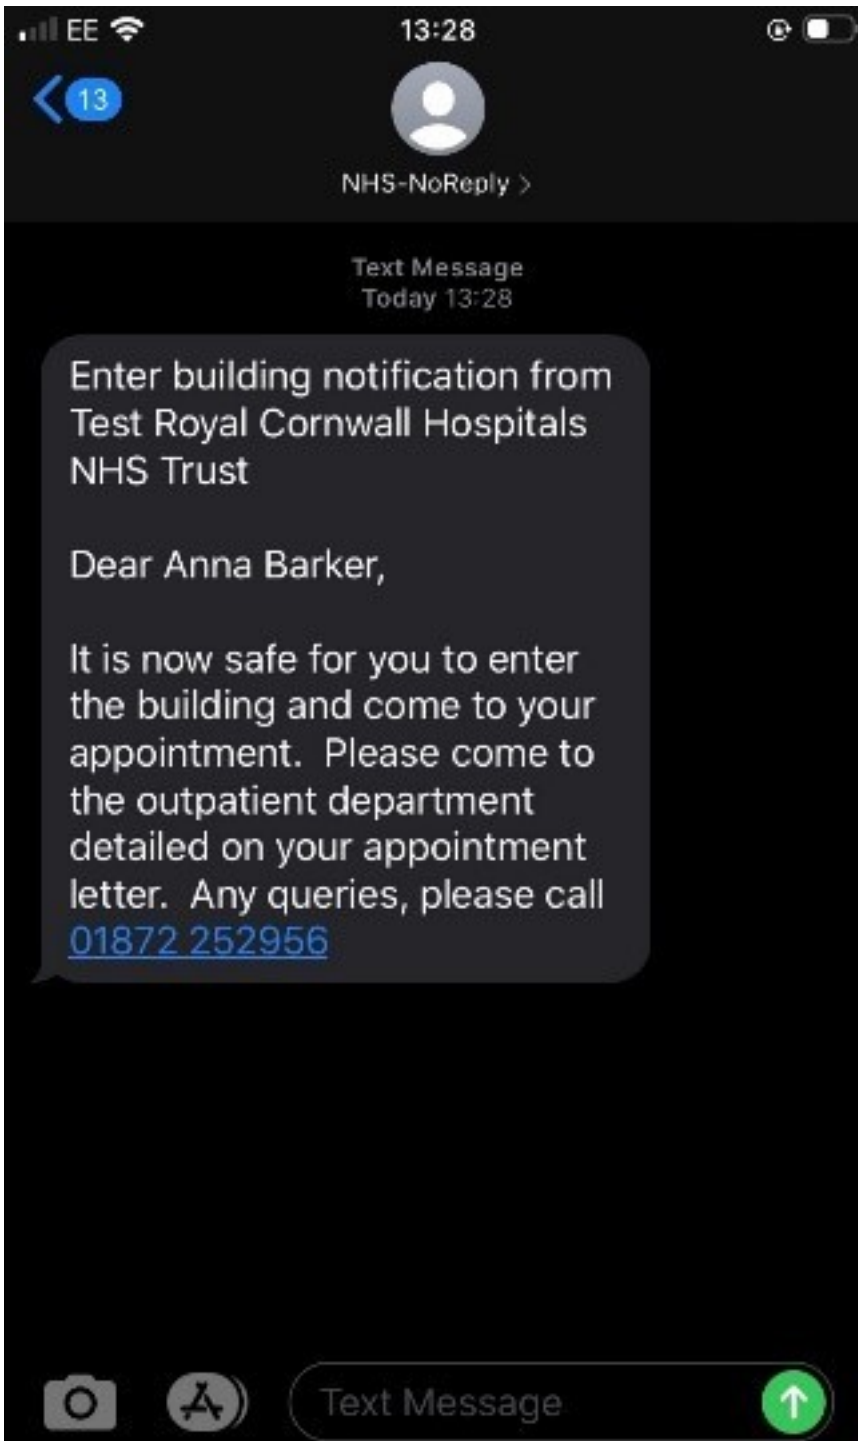 EE 13:28
13
NHS-NoReply >
Text Message
Today 13:28
Enter building notification from
Test Royal Cornwall Hospitals
NHS Trust
Dear Anna Barker,
It is now safe for you to enter
the building and come to your
appointment.  Please come to
the outpatient department
detailed on your appointment
letter.  Any queries, please call
01872 252956
Text Message